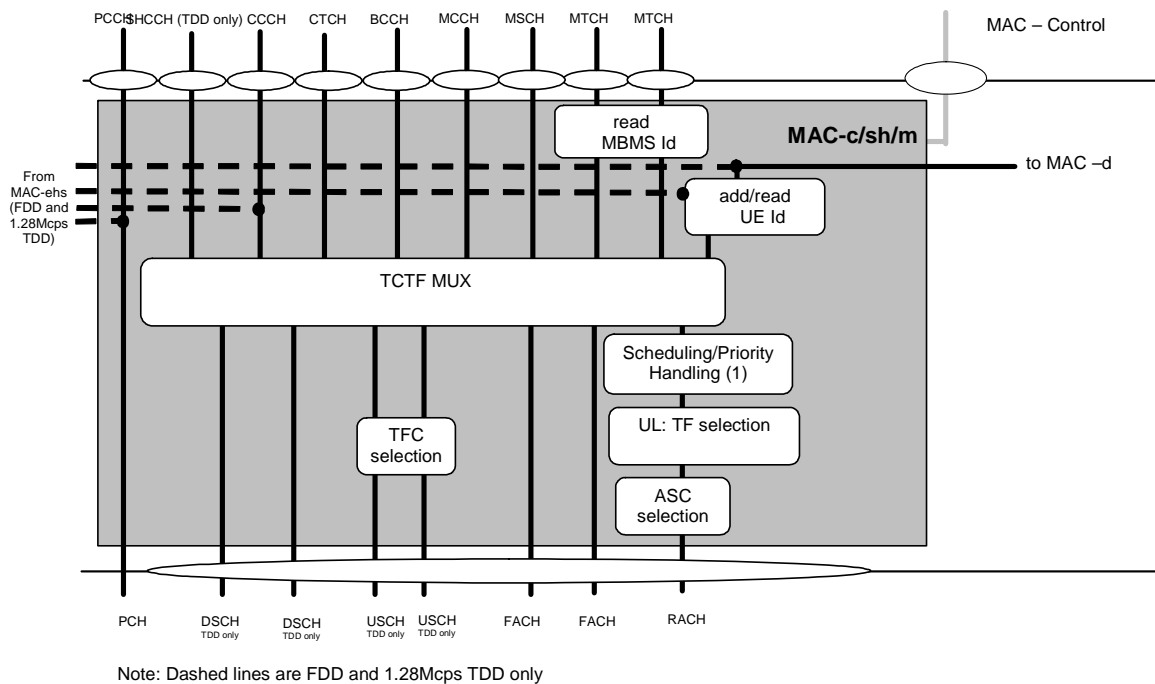 PCCH SHCCH (TDD only) CCCH CTCH BCCH MCCH MSCH MTCH MTCH
MAC – Control
read
MBMS Id
MAC-c/sh/m
From
MAC-ehs
(FDD and
1.28Mcps
TDD)
to MAC –d
add/read
UE Id
TCTF MUX
Scheduling/Priority
Handling (1)
UL: TF selection
TFC
selection
ASC
selection
PCH
DSCH
TDD only
DSCH
TDD only
USCH
TDD only
USCH
TDD only
FACH
FACH
RACH
Note: Dashed lines are FDD and 1.28Mcps TDD only